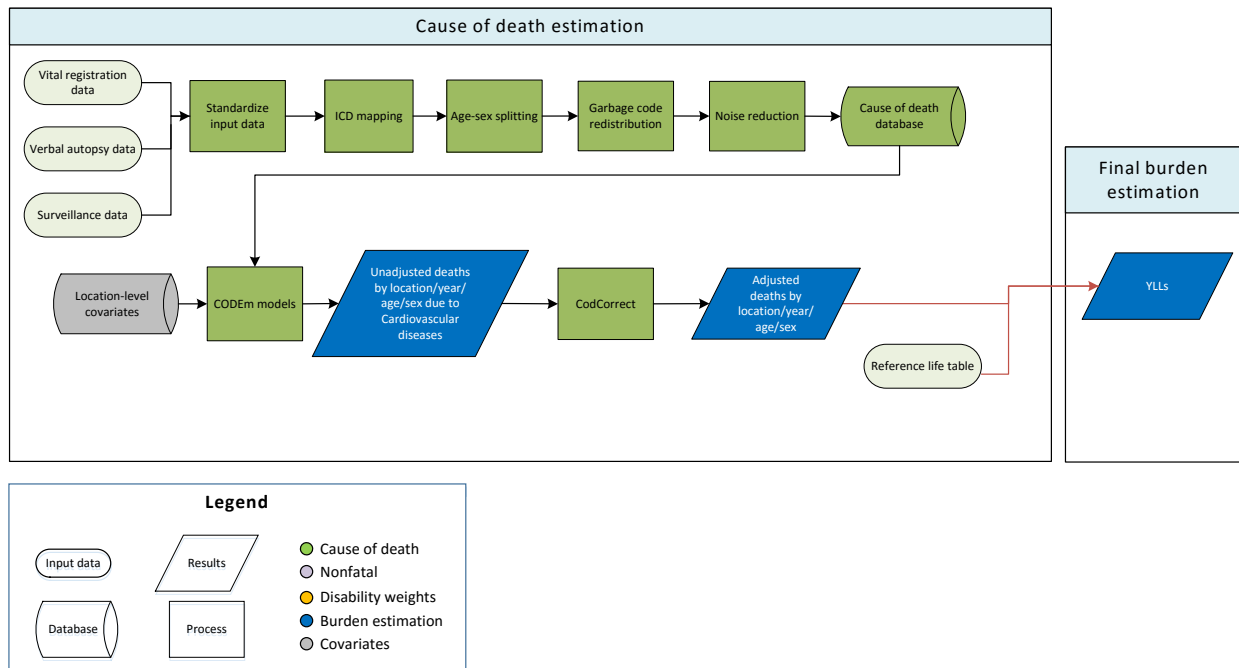 Cause of death estimation
Vital registration
data
Verbal autopsy data
Surveillance data
Standardize
input data
ICD mapping
Age-sex splitting
Garbage code
redistribution
Noise reduction
Cause of death
database
Final burden
estimation
Location-level
covariates
CODEm models
Unadjusted deaths
by location/year/
age/sex due to
Cardiovascular
diseases
CodCorrect
Adjusted
deaths by
location/year/
age/sex
Reference life table
YLLs
Legend
Input data
Results
Database
Process
Cause of death
Nonfatal
Disability weights
Burden estimation
Covariates